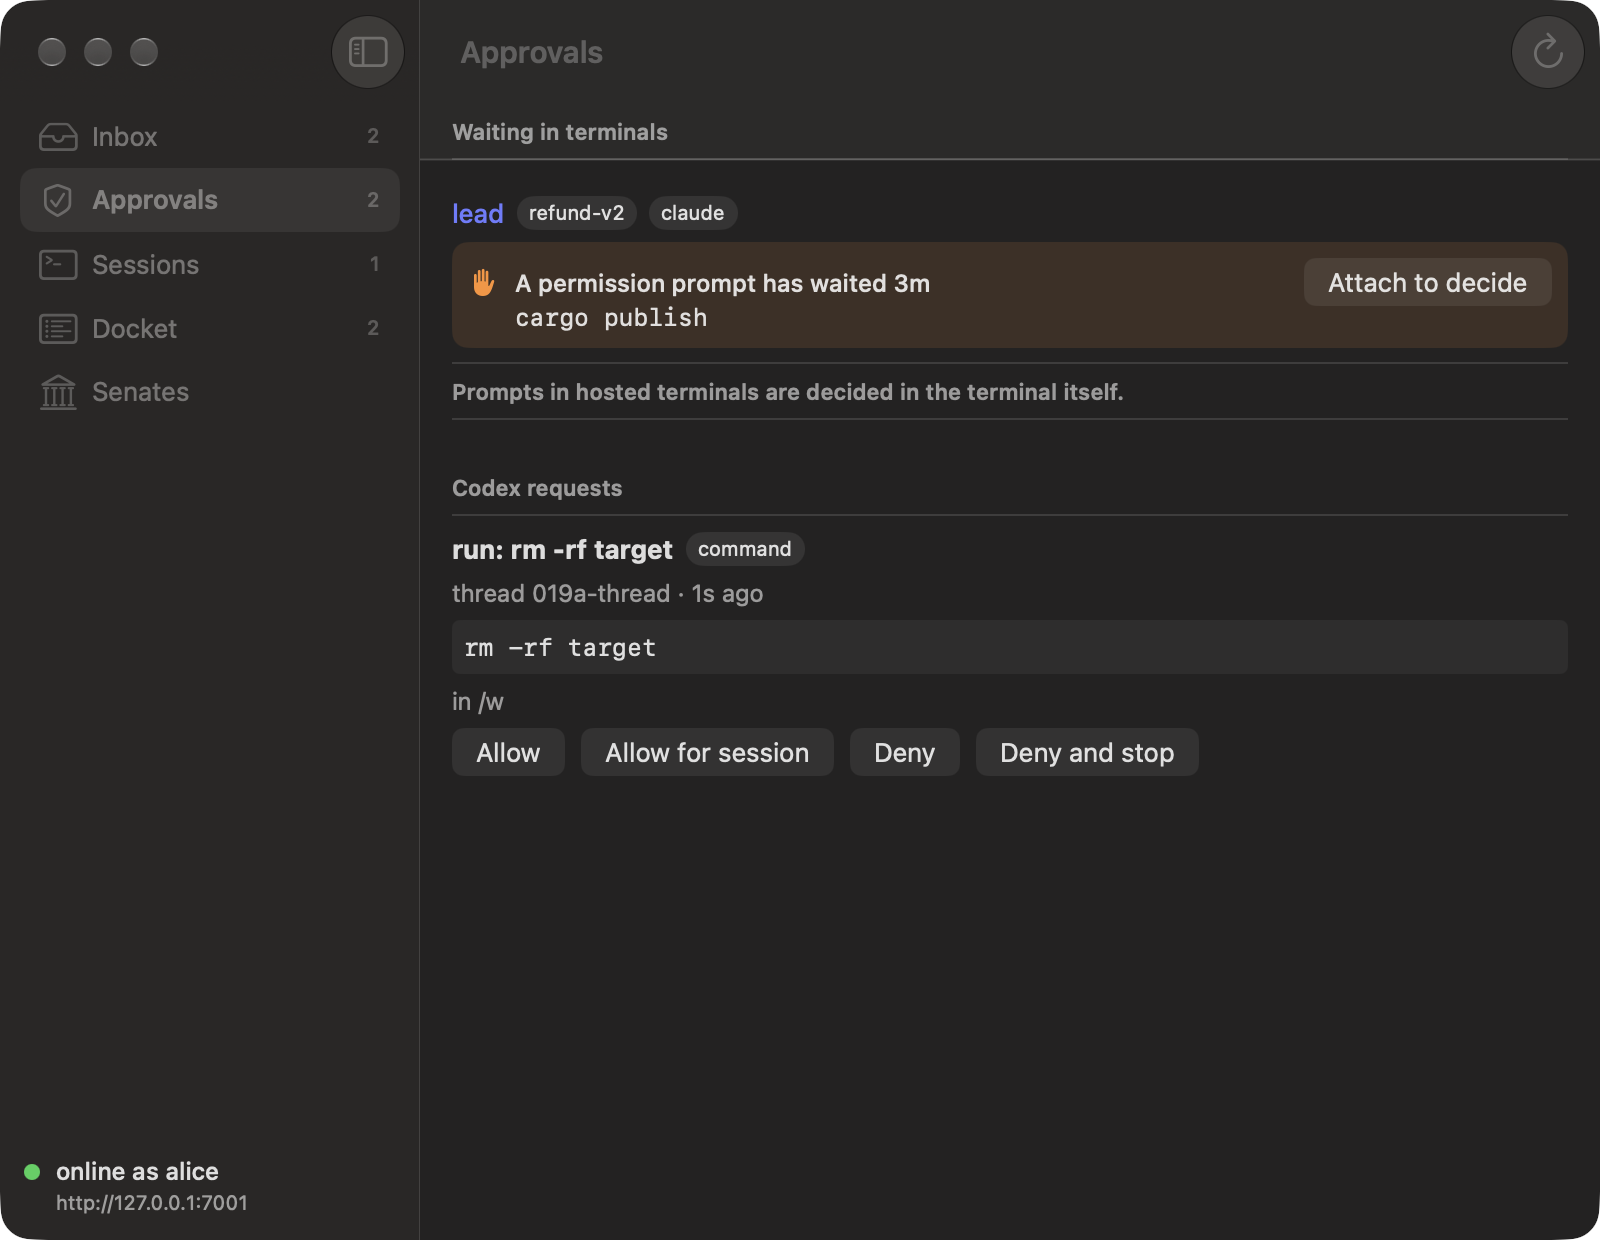 Inbox 2
Approvals 2
Sessions 1
Docket 2
Senates
online as alice
http://127.0.0.1:7001
Approvals
Waiting in terminals
lead refund-v2 claude
A permission prompt has waited 3m
cargo publish
Attach to decide
Prompts in hosted terminals are decided in the terminal itself.
Codex requests
run: rm -rf target command
thread 019a-thread · 1s ago
rm -rf target
in /w
Allow Allow for session Deny Deny and stop